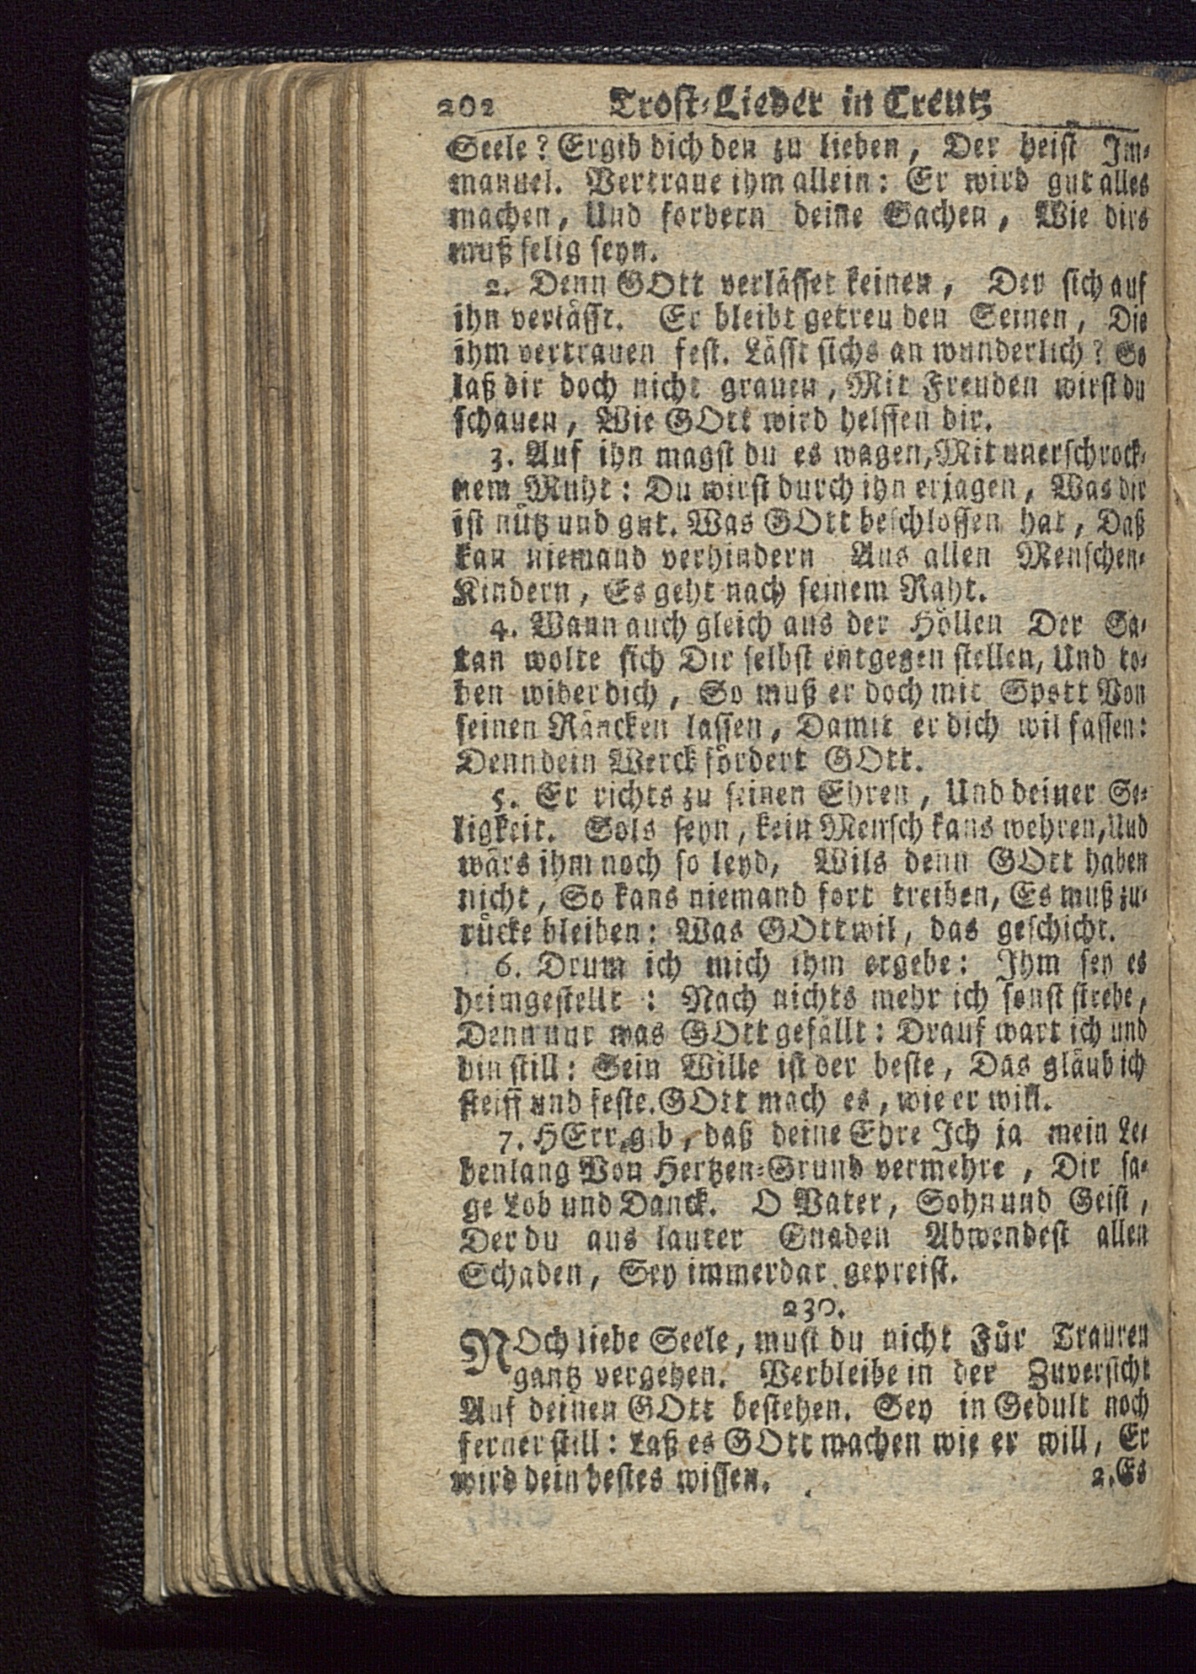 202 Trost-Lieder in Creutz
Seele? Ergib dich den zu lieben, Der heist Im-
manuel. Vertraue ihm allein: Er wird gut alles
machen, Und fordern deine Sachen, Wie dirs
muß selig seyn.
2. Denn GOtt verlässet keinen, Der sich auf
ihn verlässt. Er bleibt getreu den Seinen, Die
ihm vertrauen fest. Lässt sichs an wunderlich? So
laß dir doch nicht grauen, Mit Freuden wirst du
schauen, Wie GOtt wird helffen dir.
3. Auf ihn magst du es wagen, Mit unerschrock-
nem Muht: Du wirst durch ihn erjagen, Was dir
ist nütz und gut. Was GOtt beschlossen hat, Daß
kan niemand verhindern Aus allen Menschen-
Kindern, Es geht nach seinem Raht.
4. Wann auch gleich aus der Höllen Der Sa-
tan wolte sich Dir selbst entgegen stellen, Und to-
ben wider dich, So muß er doch mit Spott Von
seinen Räncken lassen, Damit er dich wil fassen:
Denn dein Werck fördert GOtt.
5. Er richts zu seinen Ehren, Und deiner Se-
ligkeit. Sols seyn, kein Mensch kans wehren, Und
wärs ihm noch so leyd, Wils denn GOtt haben
nicht, So kans niemand fort treiben, Es muß zu-
rücke bleiben: Was GOtt wil, das geschicht.
6. Drum ich mich ihm ergebe: Ihm sey es
heimgestellt : Nach nichts mehr ich sonst strebe,
Denn nur was GOtt gefällt: Drauf wart ich und
bin still: Sein Wille ist der beste, Das gläub ich
steiff und feste. GOtt mach es, wie er will.
7. HErr gib, daß deine Ehre Ich ja mein Le-
benlang Von Hertzen-Grund vermehre, Dir sa-
ge Lob und Danck. O Vater, Sohn und Geist,
Der du aus lauter Gnaden Abwendest allen
Schaden, Sey immerdar gepreist.
230.
NOch liebe Seele, must du nicht Für Trauren
gantz vergehen. Verbleibe in der Zuversicht
Auf deinen GOtt bestehen. Sey in Gedult noch
ferner still: Laß es GOtt machen wie er will, Er
wird dein bestes wissen. 2. Es